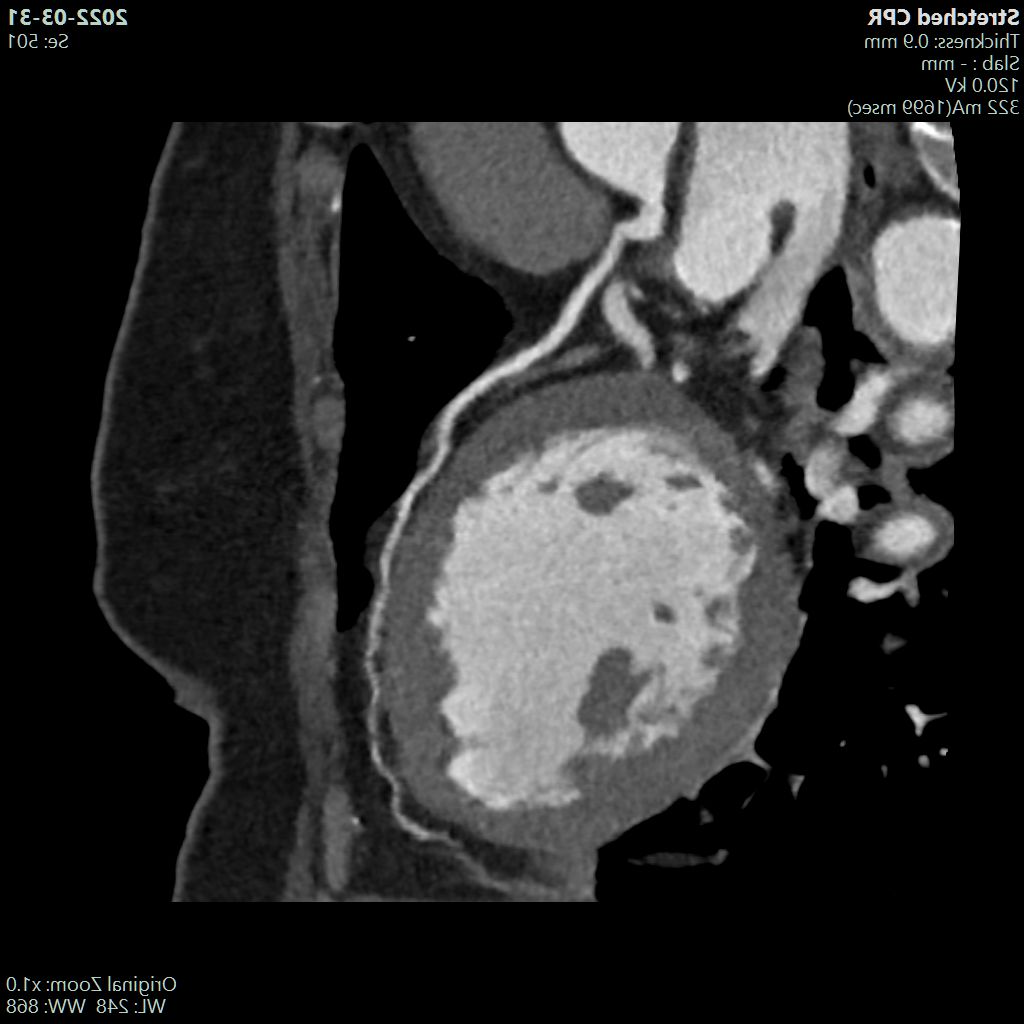 Stretched CPR
Thickness: 0.9 mm
Slab : - mm
120.0 kV
322 mA(1699 msec)
2022-03-31
Se: 501
Original Zoom: x1.0
WL: 248 WW: 868